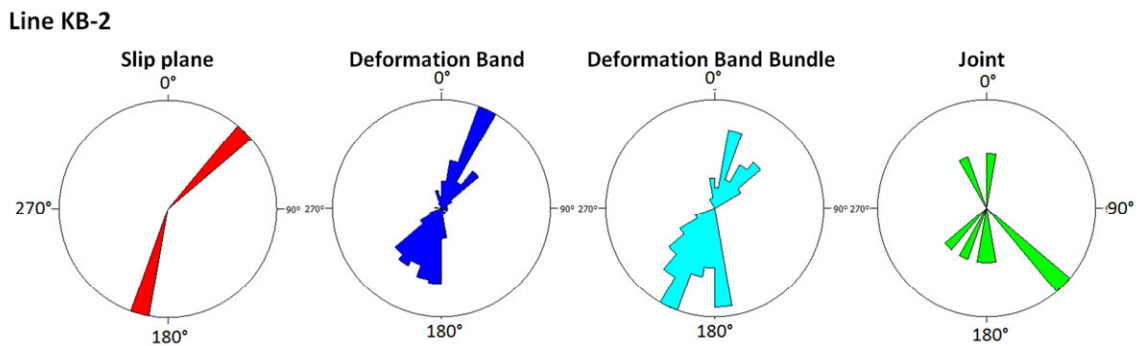 Line KB-2
Slip plane Deformation Band Deformation Band Bundle Joint
0° 0° 0° 0°
270° 90° 270° 90° 270° 90° 270° 90°
180° 180° 180° 180°